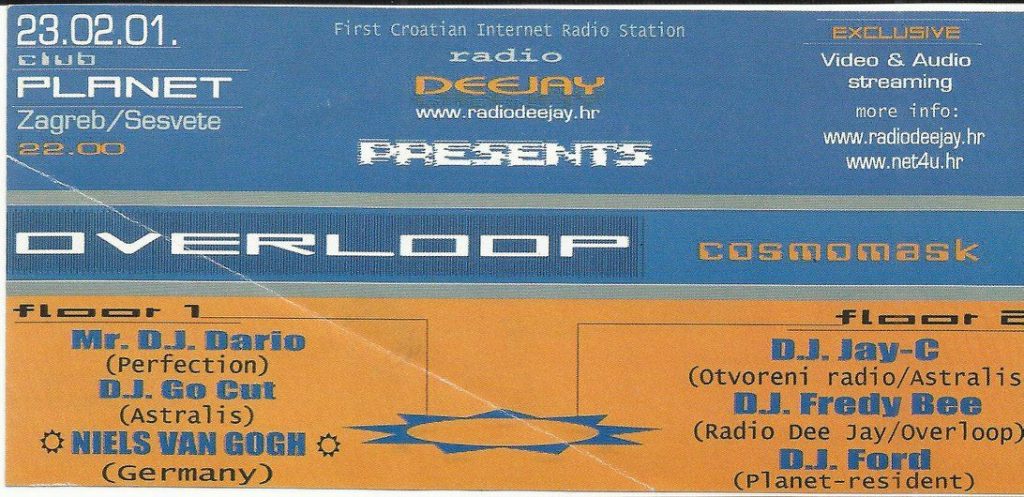 23.02.01.
club
PLANET
Zagreb/Sesvete
22.00
First Croatian Internet Radio Station
radio
DEEJAY
www.radiodeejay.hr
PRESENTS
EXCLUSIVE
Video & Audio
streaming
more info:
www.radiodeejay.hr
www.net4u.hr
OVERLOOP
cosmomask
floor 1
Mr. D.J. Dario
(Perfection)
D.J. Go Cut
(Astralis)
NIELS VAN GOGH
(Germany)
floor 2
D.J. Jay-C
(Otvoreni radio/Astralis
D.J. Fredy Bee
(Radio Dee Jay/Overloop)
D.J. Ford
(Planet-resident)